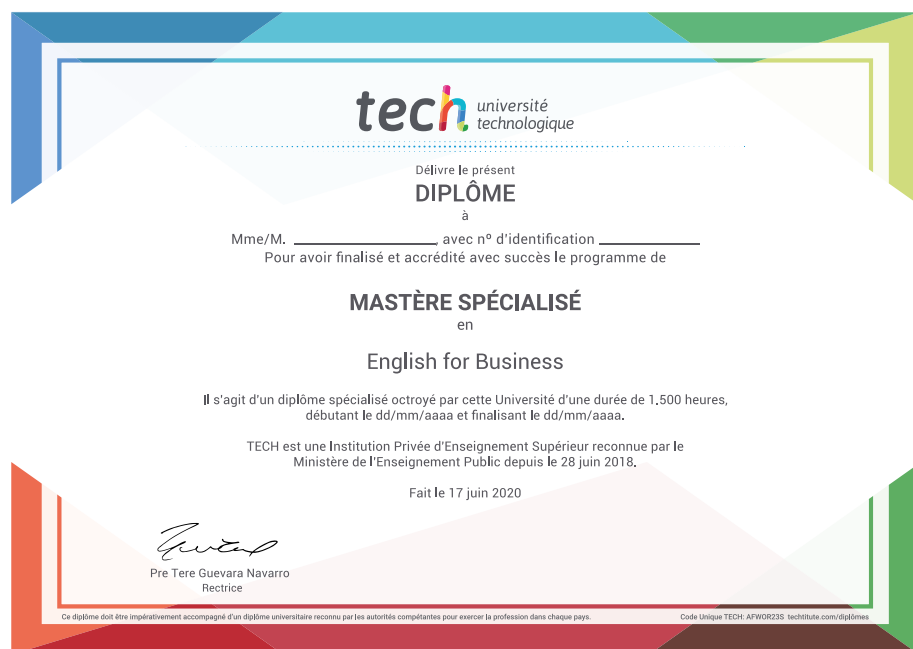 tech université
technologique
Délivre le présent
DIPLÔME
à
Mme/M. ____________________, avec nº d'identification ______________
Pour avoir finalisé et accrédité avec succès le programme de
MASTÈRE SPÉCIALISÉ
en
English for Business
Il s'agit d'un diplôme spécialisé octroyé par cette Université d'une durée de 1.500 heures,
débutant le dd/mm/aaaa et finalisant le dd/mm/aaaa.
TECH est une Institution Privée d'Enseignement Supérieur reconnue par le
Ministère de l'Enseignement Public depuis le 28 juin 2018.
Fait le 17 juin 2020
Pre Tere Guevara Navarro
Rectrice
Ce diplôme doit être impérativement accompagné d'un diplôme universitaire reconnu par les autorités compétantes pour exercer la profession dans chaque pays.
Code Unique TECH: AFWOR23S techtitute.com/diplômes